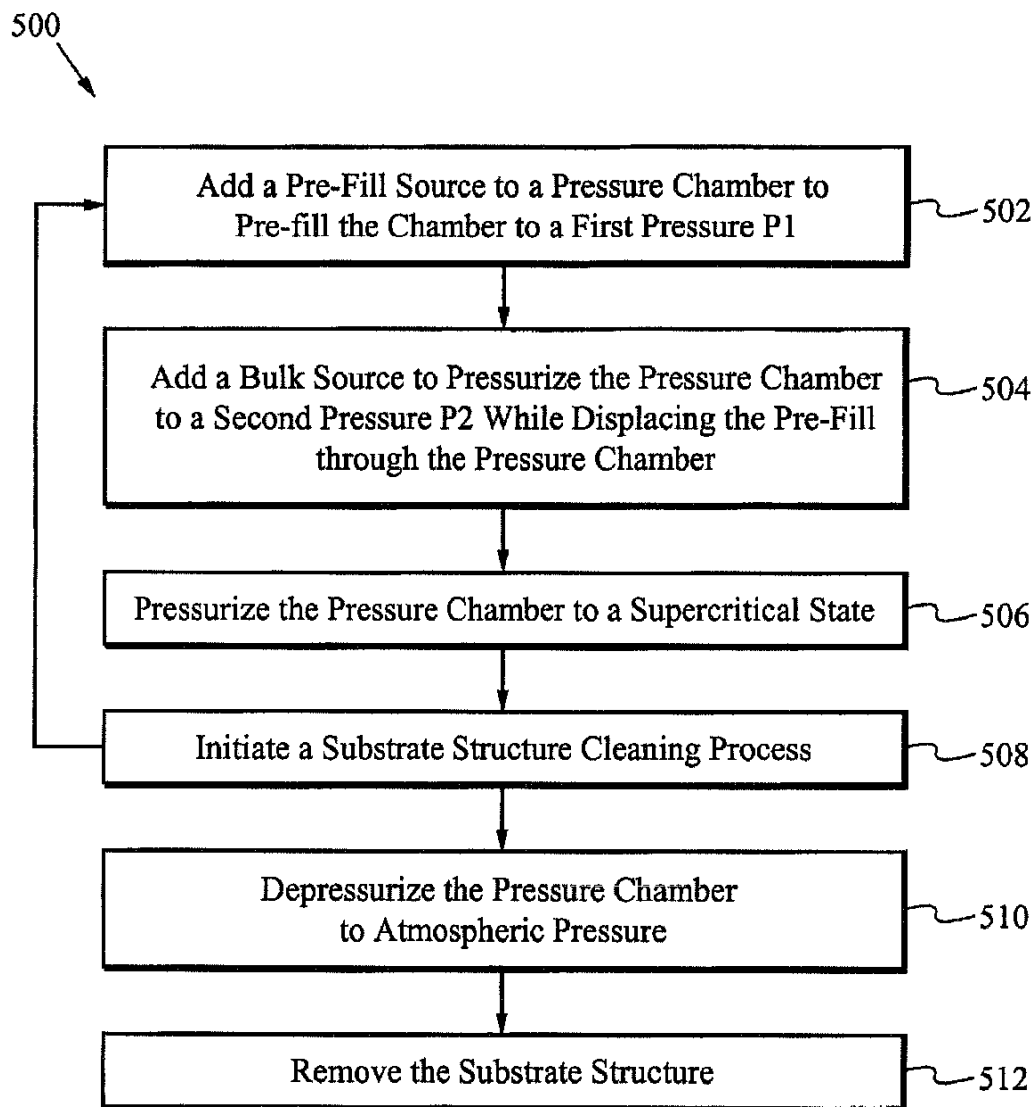 500
Add a Pre-Fill Source to a Pressure Chamber to
Pre-fill the Chamber to a First Pressure P1
502
Add a Bulk Source to Pressurize the Pressure Chamber
to a Second Pressure P2 While Displacing the Pre-Fill
through the Pressure Chamber
504
Pressurize the Pressure Chamber to a Supercritical State
506
Initiate a Substrate Structure Cleaning Process
508
Depressurize the Pressure Chamber
to Atmospheric Pressure
510
Remove the Substrate Structure
512